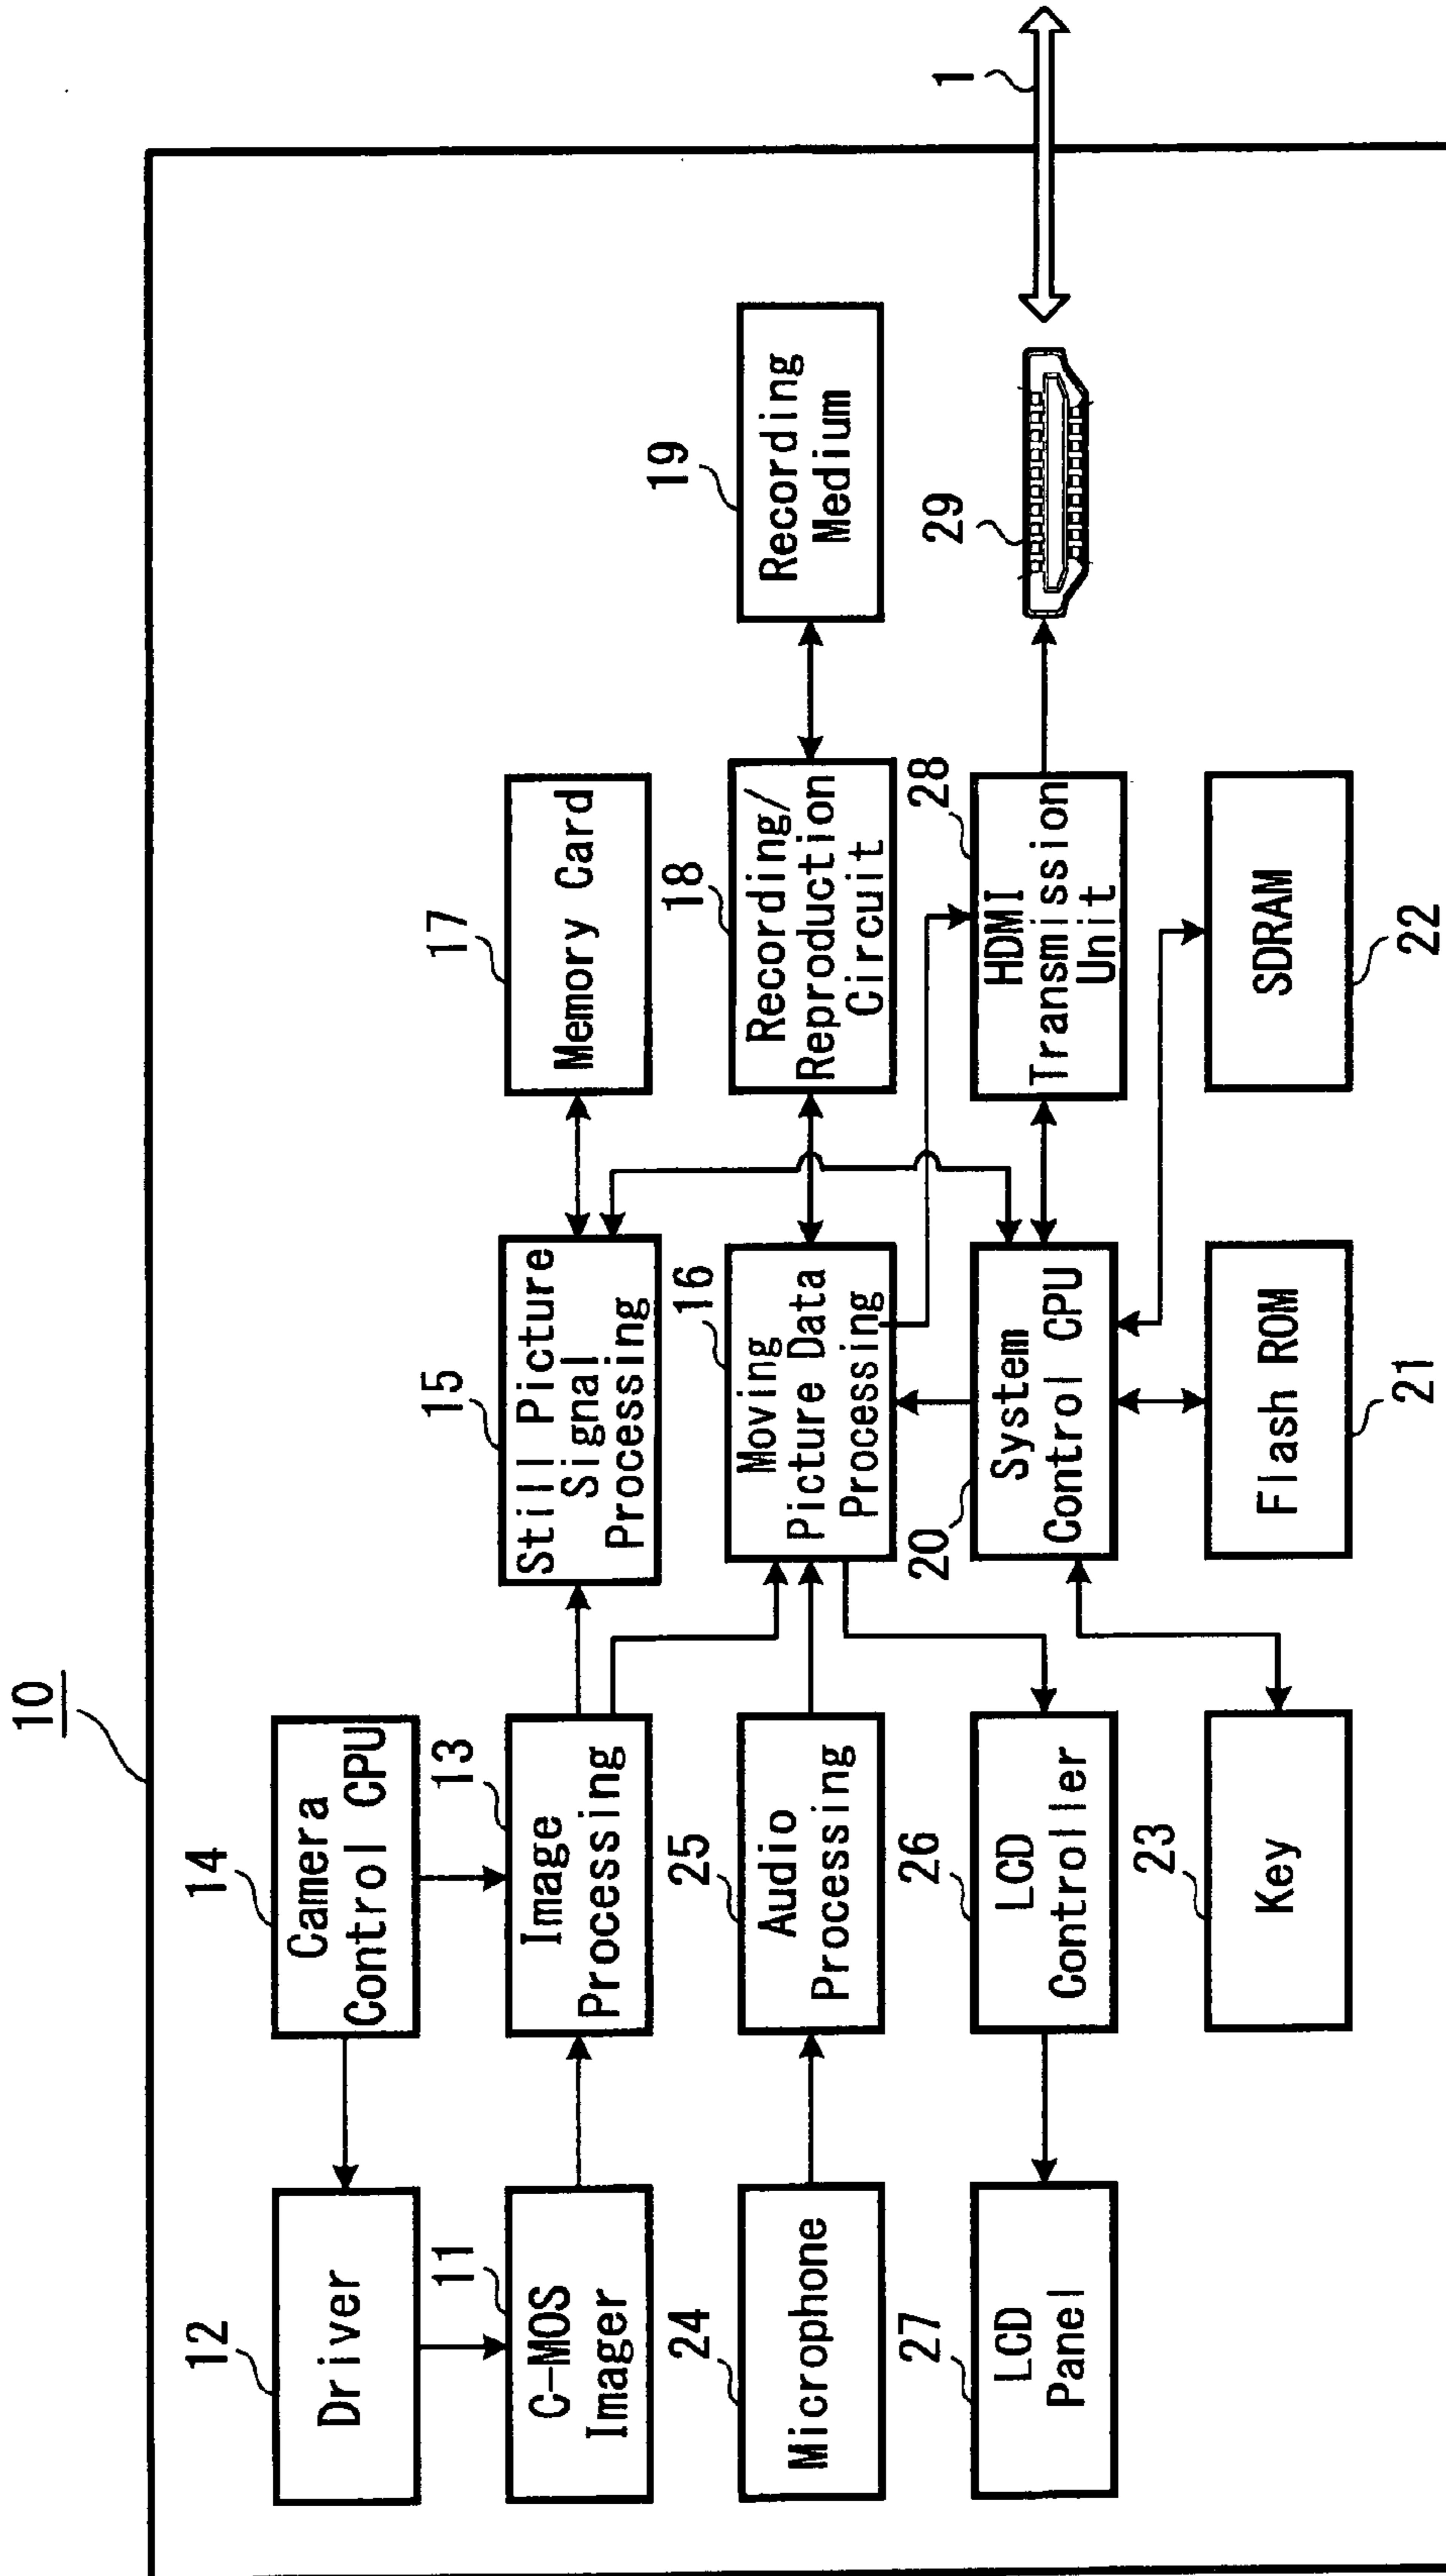 10
14
Camera
Control CPU
12
Driver
13
Image
Processing
11
C-MOS
Imager
15
Still Picture
Signal
Processing
17
Memory Card
25
Audio
Processing
24
Microphone
16
Moving
Picture Data
Processing
18
Recording/
Reproduction
Circuit
19
Recording
Medium
27
LCD
Panel
26
LCD
Controller
20
System
Control CPU
28
HDMI
Transmission
Unit
29
1
23
Key
Flash ROM
21
SDRAM
22